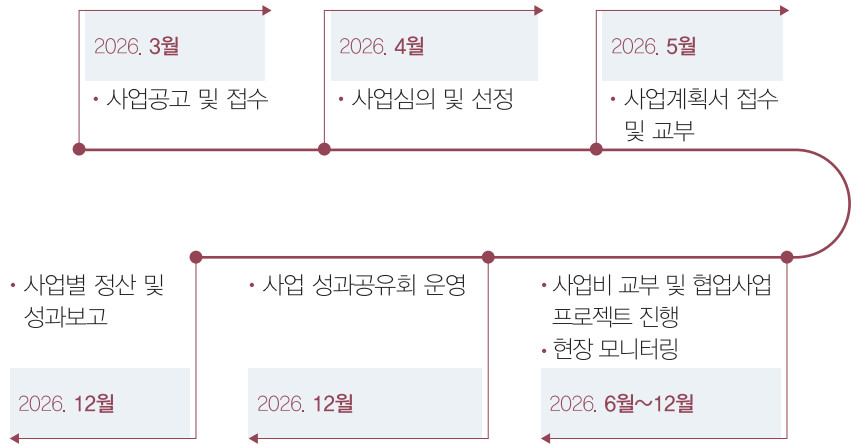 2026. 3월
• 사업공고 및 접수
2026. 4월
• 사업심의 및 선정
2026. 5월
• 사업계획서 접수
및 교부
• 사업비 교부 및 협업사업
프로젝트 진행
• 현장 모니터링
2026. 6월~12월
• 사업 성과공유회 운영
2026. 12월
• 사업별 정산 및
성과보고
2026. 12월